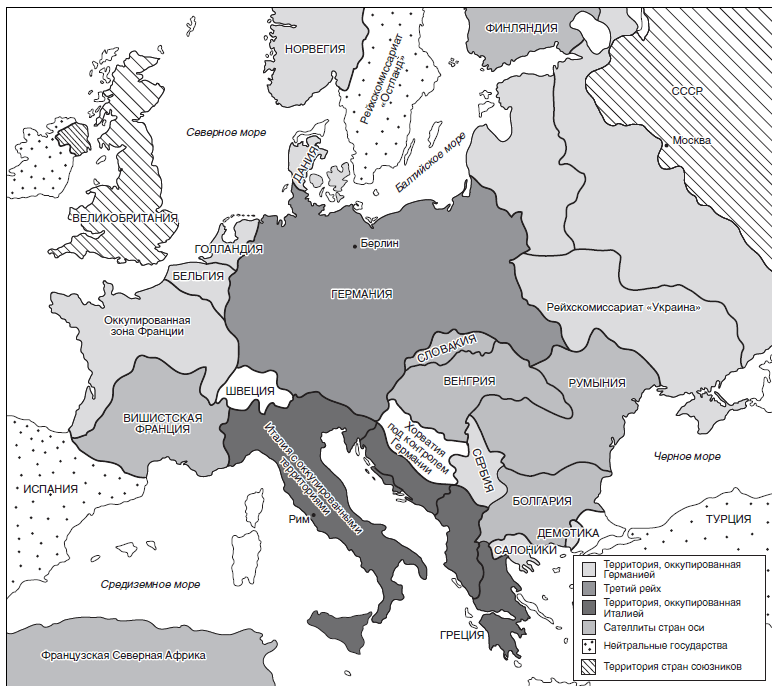 НОРВЕГИЯ
ФИНЛЯНДИЯ
Рейхскомиссариат
«Остланд»
СССР
Москва
Северное море
ДАНИЯ
Балтийское море
ВЕЛИКОБРИТАНИЯ
ГОЛЛАНДИЯ
Берлин
БЕЛЬГИЯ
ГЕРМАНИЯ
Оккупированная
зона Франции
Рейхскомиссариат «Украина»
СЛОВАКИЯ
ВЕНГРИЯ
РУМЫНИЯ
ШВЕЦИЯ
ВИШИСТСКАЯ
ФРАНЦИЯ
Хорватия
под контролем
Германии
Италия с оккупированными
территориями
СЕРБИЯ
Черное море
ИСПАНИЯ
Рим
БОЛГАРИЯ
ТУРЦИЯ
ДЕМОТИКА
САЛОНИКИ
Средиземное море
ГРЕЦИЯ
Французская Северная Африка
Территория, оккупированная
Германией
Третий рейх
Территория, оккупированная
Италией
Сателлиты стран оси
Нейтральные государства
Территория стран союзников